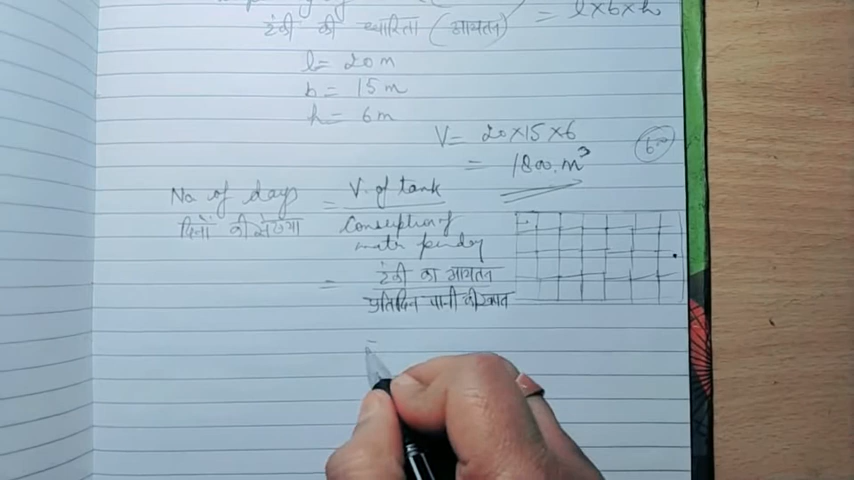 = l×b×h
टंकी की धारिता (आयतन)
l = 20 m
b = 15 m
h = 6 m
V = 20×15×6
= 1800 m³
No of days = V. of tank
दिनों की संख्या Consuption of
water per day
= टंकी का आयतन
प्रतिदिन पानी की खपत
=